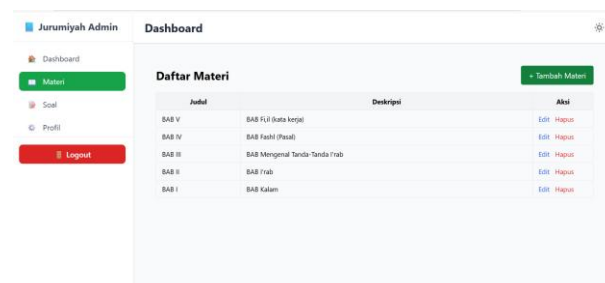 Jurumiyah Admin
Dashboard
Dashboard
Materi
Soal
Profil
Logout
Daftar Materi
+ Tambah Materi
Judul Deskripsi Aksi
BAB V BAB Fi,il (kata kerja) Edit Hapus
BAB IV BAB Fashl (Pasal) Edit Hapus
BAB III BAB Mengenal Tanda-Tanda I'rab Edit Hapus
BAB II BAB I'rab Edit Hapus
BAB I BAB Kalam Edit Hapus